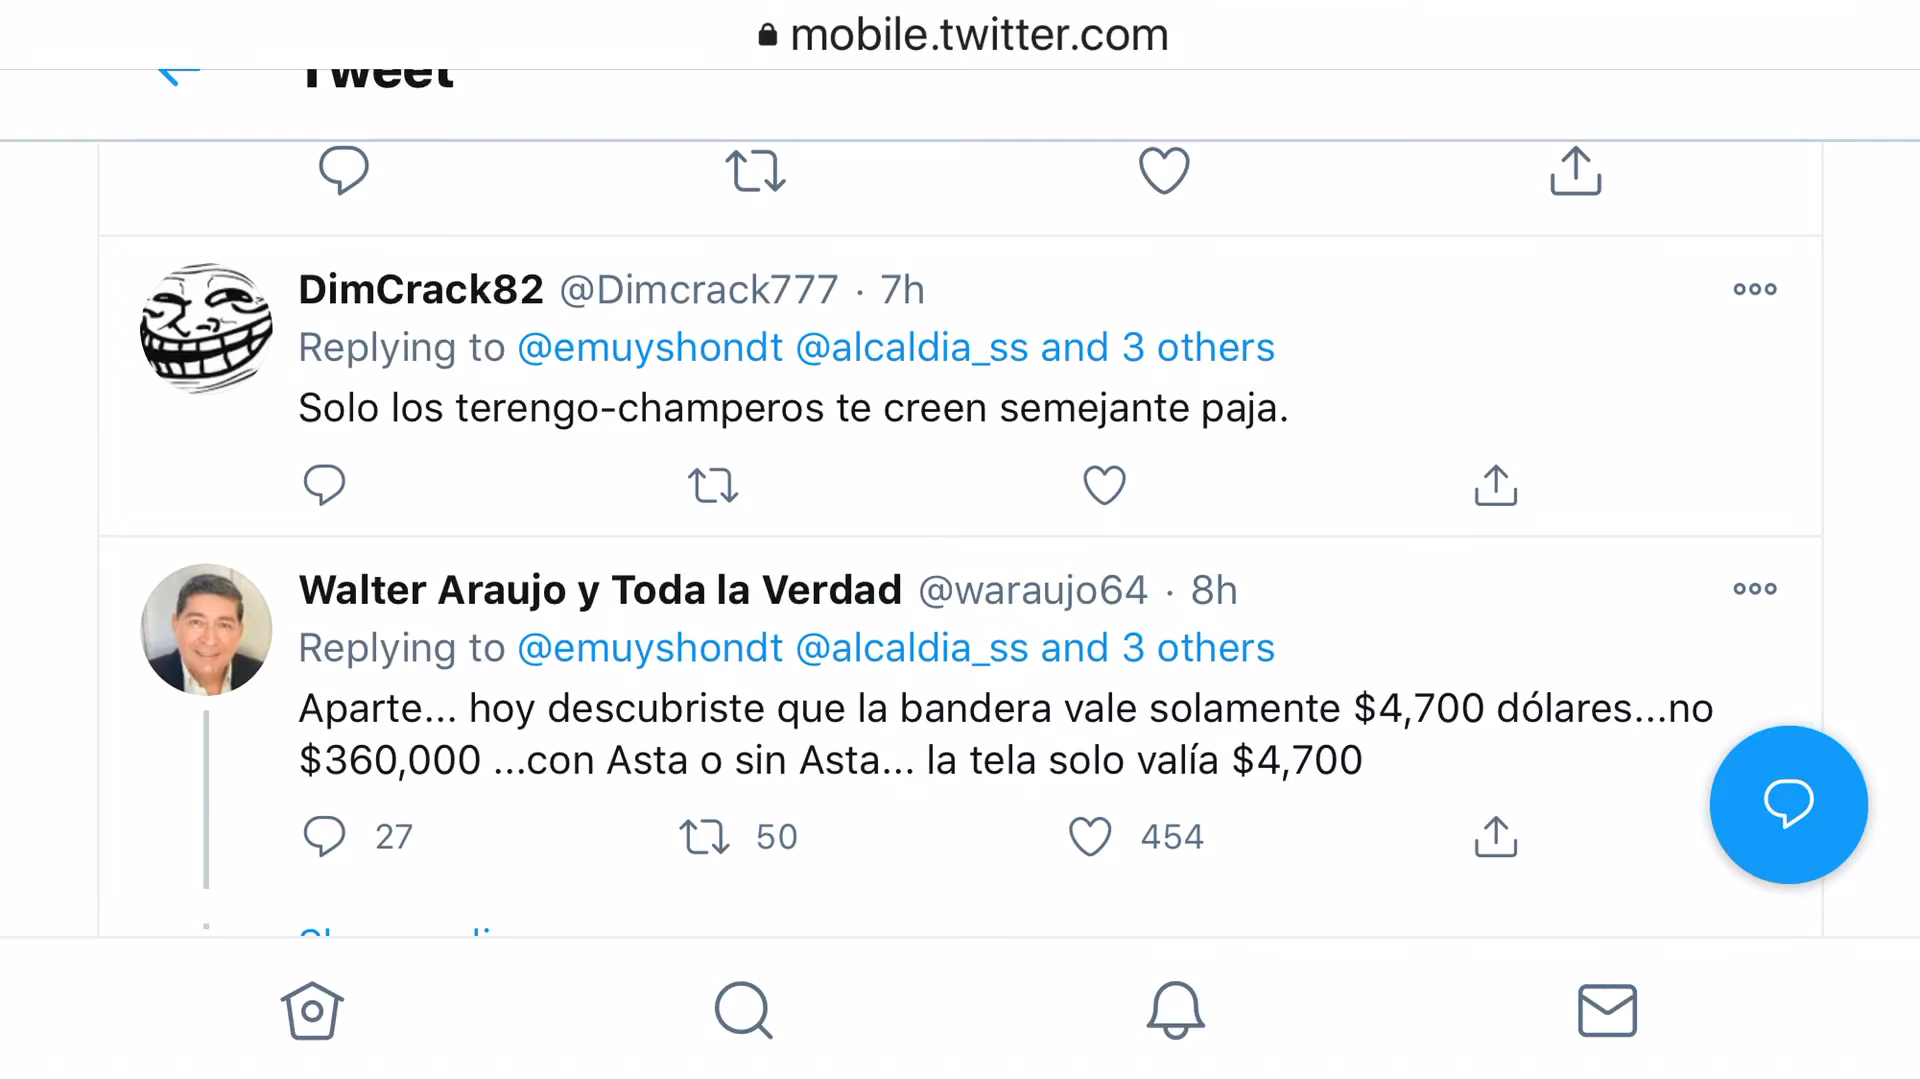 mobile.twitter.com
Tweet
DimCrack82 @Dimcrack777 · 7h
Replying to @emuyshondt @alcaldia_ss and 3 others
Solo los terengo-champeros te creen semejante paja.
Walter Araujo y Toda la Verdad @waraujo64 · 8h
Replying to @emuyshondt @alcaldia_ss and 3 others
Aparte... hoy descubriste que la bandera vale solamente $4,700 dólares...no
$360,000 ...con Asta o sin Asta... la tela solo valía $4,700
27 50 454